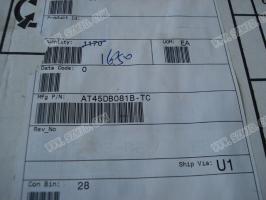 Product ID:
Quantity: 1170 UOM: EA
1650
Date Code: 0
Mfg P/N: AT45DB081B-TC
Rev_No
Ship Via: U1
Con Bin: 28